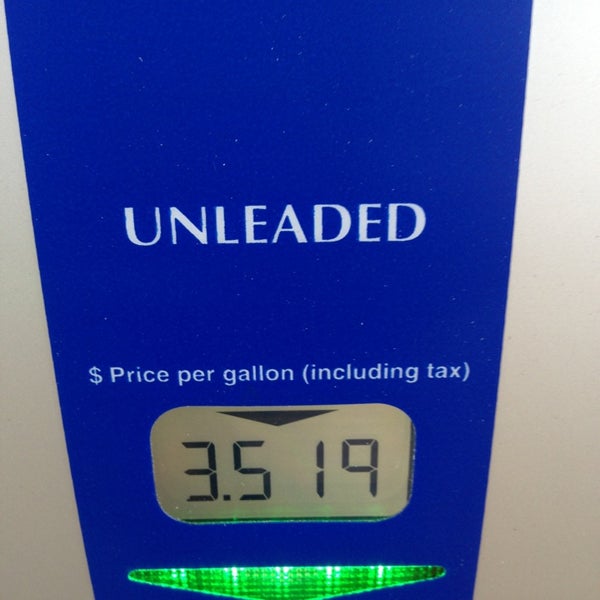 UNLEADED
$ Price per gallon (including tax)
3.519